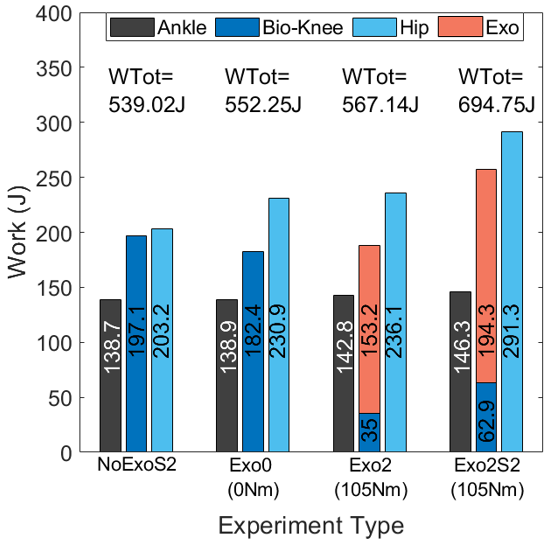 400
350
300
250
200
150
100
50
0
Work (J)
Ankle Bio-Knee Hip Exo
WTot=
539.02J
WTot=
552.25J
WTot=
567.14J
WTot=
694.75J
138.7
197.1
203.2
138.9
182.4
230.9
142.8
153.2
35
236.1
146.3
194.3
62.9
291.3
NoExoS2
Exo0
(0Nm)
Exo2
(105Nm)
Exo2S2
(105Nm)
Experiment Type